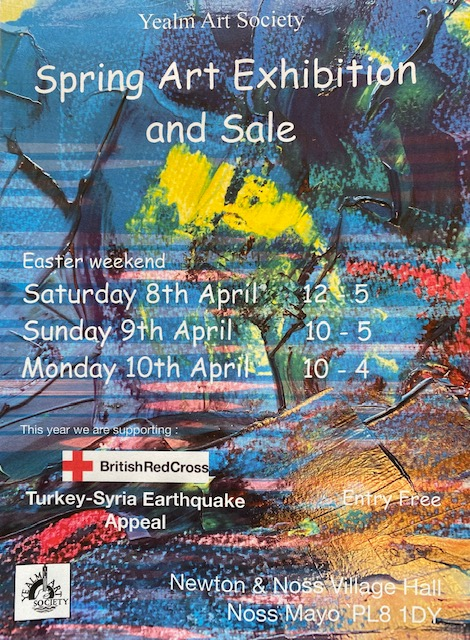 Yealm Art Society
Spring Art Exhibition
and Sale
Easter weekend
Saturday 8th April 12 - 5
Sunday 9th April 10 - 5
Monday 10th April 10 - 4
This year we are supporting :
BritishRedCross
Turkey-Syria Earthquake
Appeal
Entry Free
YEALM ART
SOCIETY
Newton & Noss Village Hall
Noss Mayo PL8 1DY